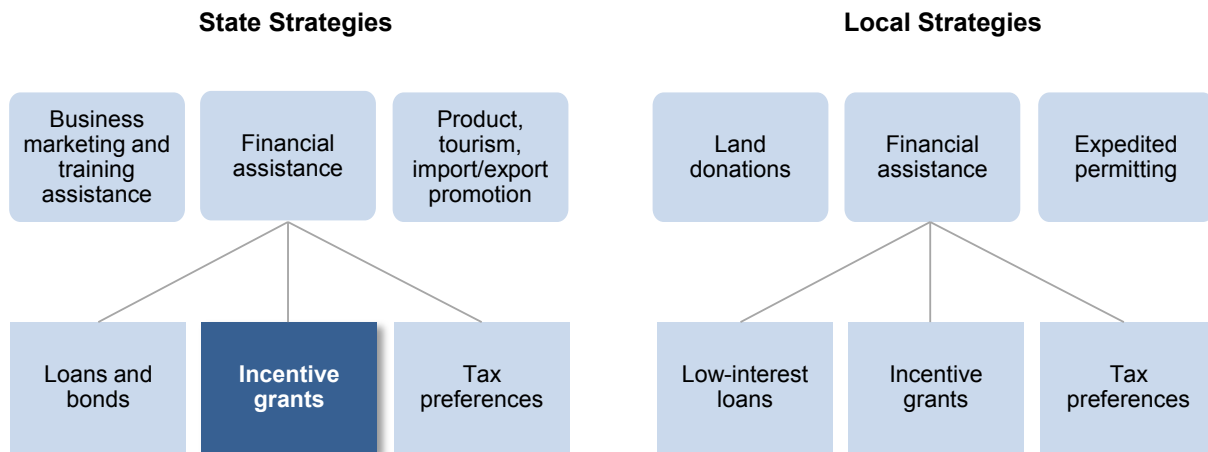 State Strategies
Business
marketing and
training
assistance
Financial
assistance
Product,
tourism,
import/export
promotion
Loans and
bonds
Incentive
grants
Tax
preferences
Local Strategies
Land
donations
Financial
assistance
Expedited
permitting
Low-interest
loans
Incentive
grants
Tax
preferences